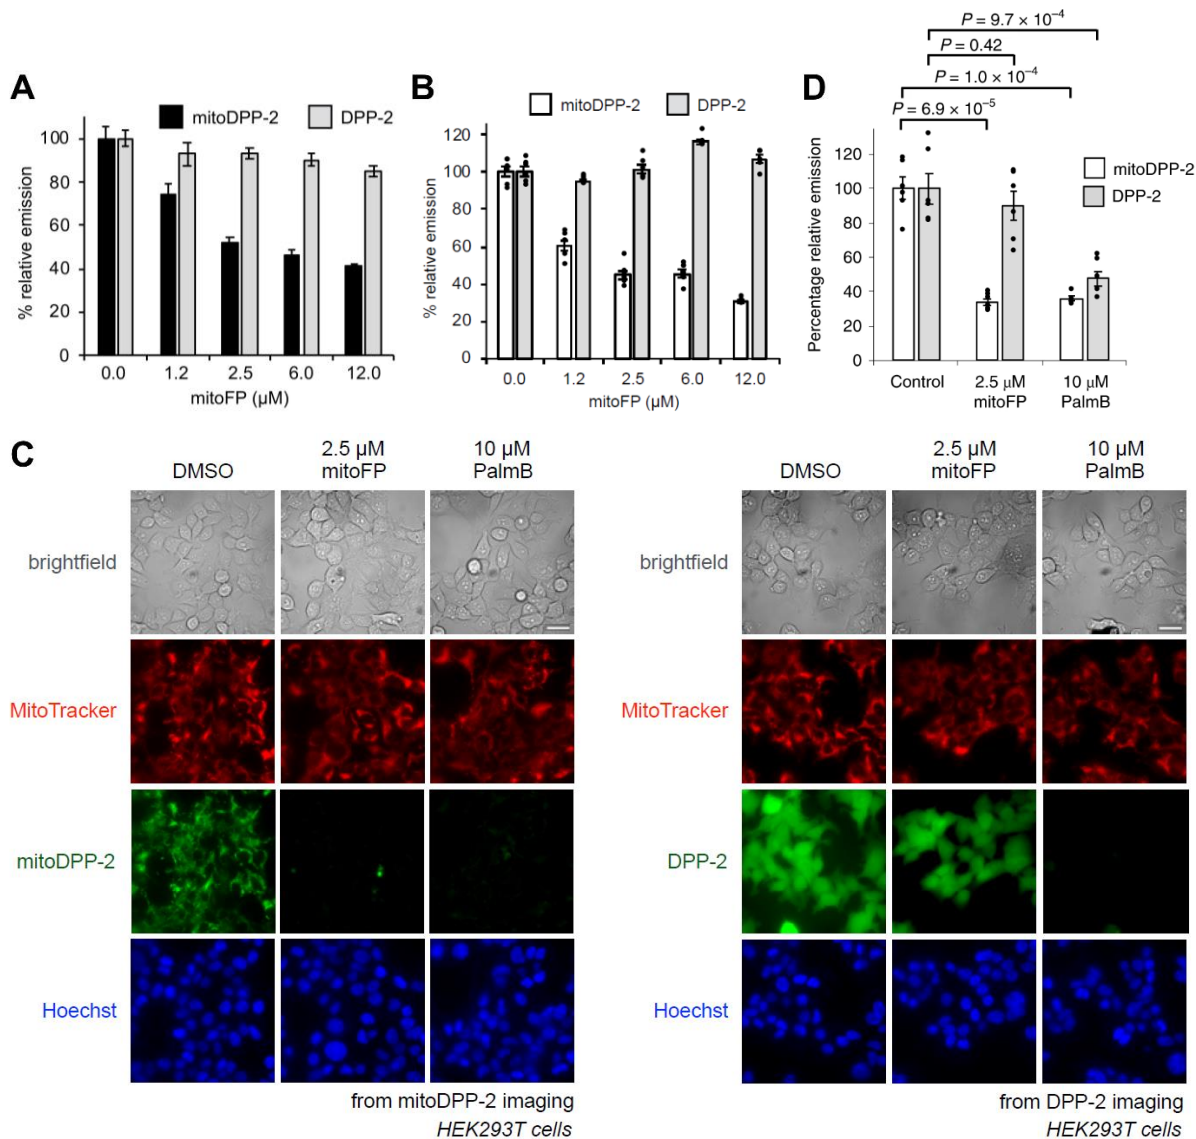 A
mitoDPP-2 DPP-2
% relative emission
100
80
60
40
20
0
0.0 1.2 2.5 6.0 12.0
mitoFP (µM)
B
mitoDPP-2 DPP-2
% relative emission
120
100
80
60
40
20
0
0.0 1.2 2.5 6.0 12.0
mitoFP (µM)
D
P = 9.7 × 10–4
P = 0.42
P = 1.0 × 10–4
P = 6.9 × 10–5
mitoDPP-2
DPP-2
Percentage relative emission
120
100
80
60
40
20
0
Control 2.5 µM mitoFP 10 µM PalmB
C
DMSO 2.5 µM mitoFP 10 µM PalmB
brightfield
MitoTracker
mitoDPP-2
Hoechst
from mitoDPP-2 imaging
HEK293T cells
DMSO 2.5 µM mitoFP 10 µM PalmB
brightfield
MitoTracker
DPP-2
Hoechst
from DPP-2 imaging
HEK293T cells